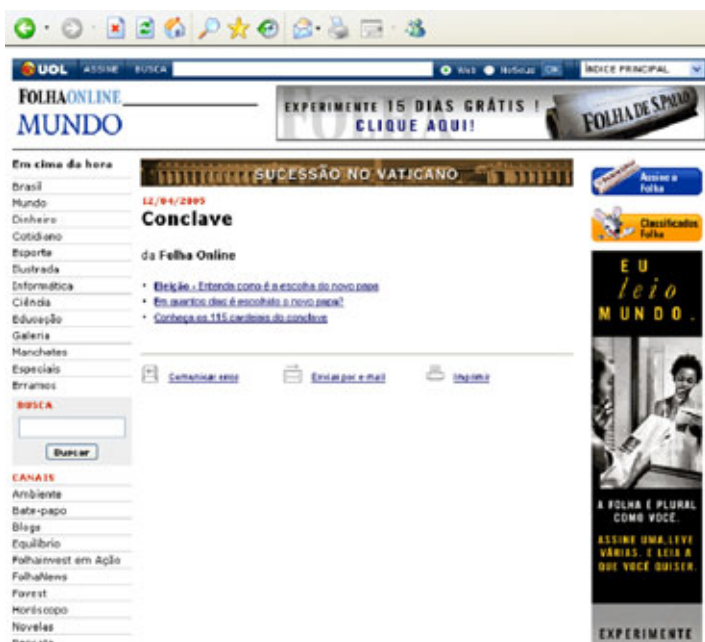 UOL ASSINE BUSCA Web Notícias OK ÍNDICE PRINCIPAL
FOLHAONLINE
MUNDO
EXPERIMENTE 15 DIAS GRÁTIS !
CLIQUE AQUI!
FOLHA DE S.PAULO
Em cima da hora
Brasil
Mundo
Dinheiro
Cotidiano
Esporte
Ilustrada
Informática
Ciência
Educação
Galeria
Manchetes
Especiais
Erramos
BUSCA
Buscar
CANAIS
Ambiente
Bate-papo
Blogs
Equilíbrio
Folhainvest em Ação
FolhaNews
Fovest
Horóscopo
Novelas
SUCESSÃO NO VATICANO
12/04/2005
Conclave
da Folha Online
• Eleição - Entenda como é a escolha do novo papa
• Em quantos dias é escolhido o novo papa?
• Conheça os 115 cardeais do conclave
Comunicar erros Enviar por e-mail Imprimir
Assine a
Folha
Classificados
Folha
EU
leio
MUNDO.
A FOLHA É PLURAL
COMO VOCÊ.
ASSINE UMA, LEVE
VÁRIAS. E LEIA A
QUE VOCÊ QUISER.
EXPERIMENTE